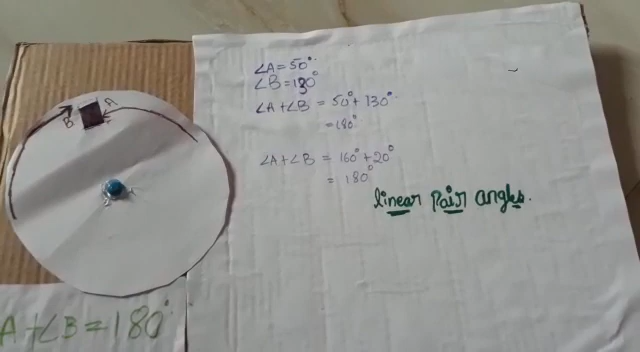 ∠A = 50°
∠B = 130°
∠A+∠B = 50°+ 130°
= 180°
∠A+∠B = 160°+20°
= 180°
linear pair angles.
A
B
A+∠B = 180°